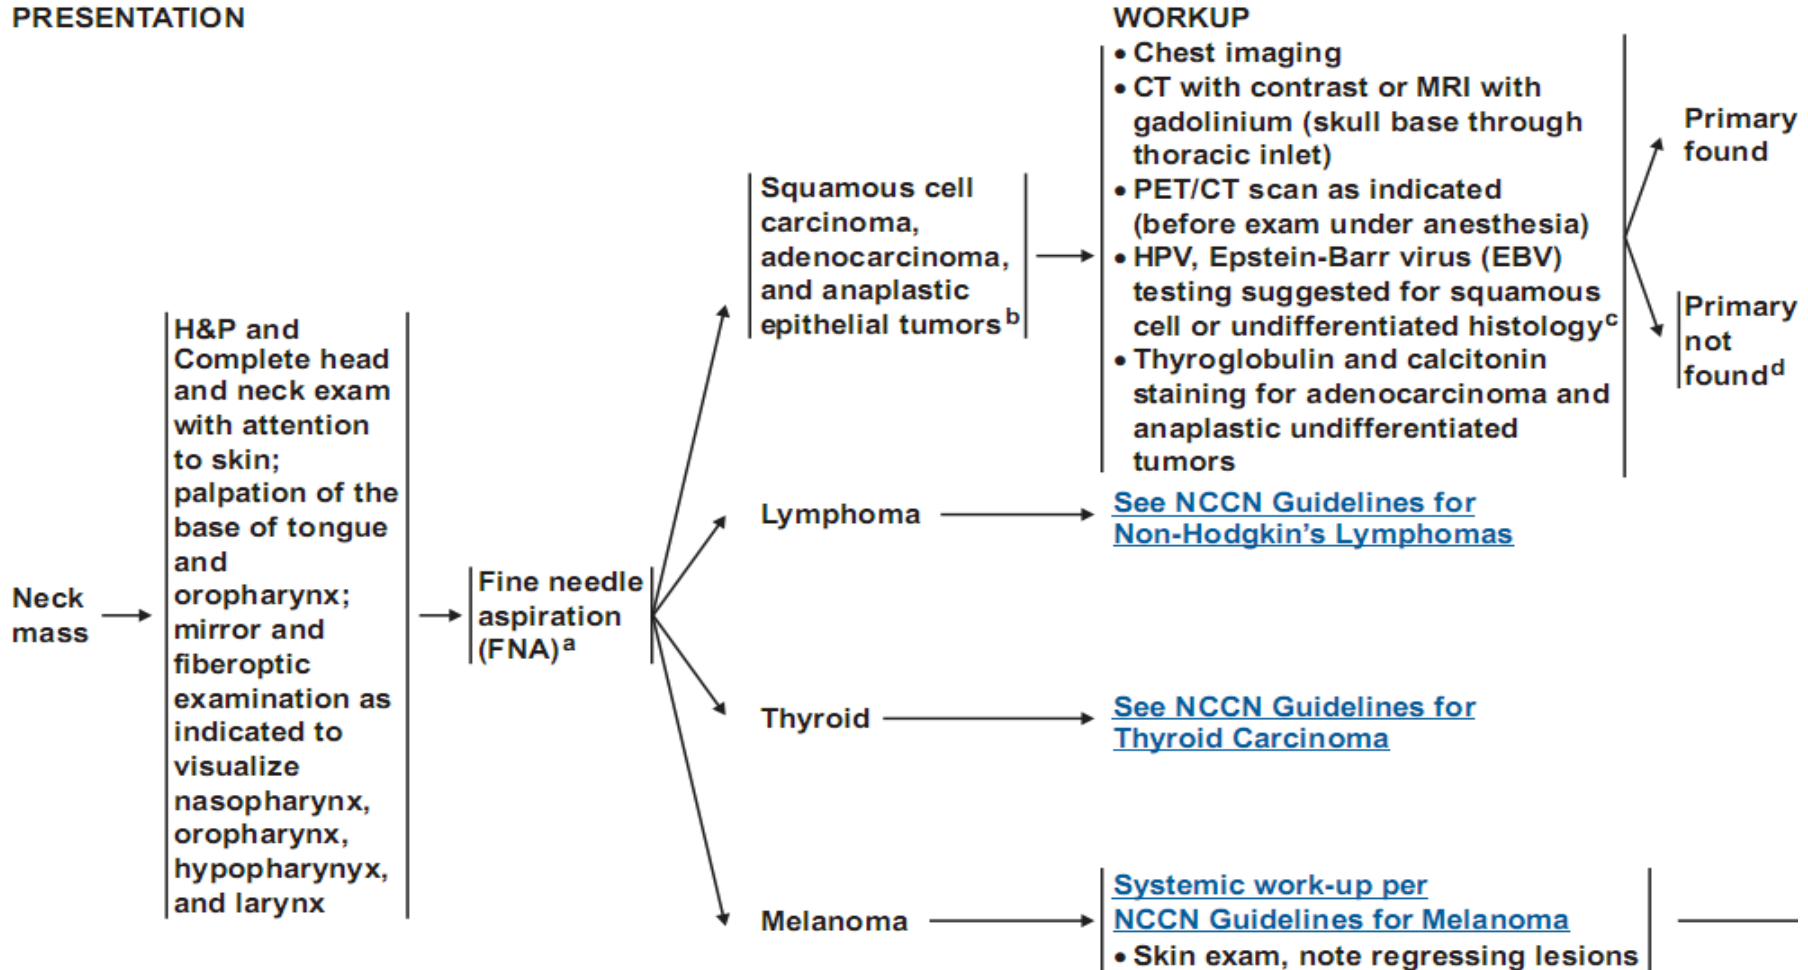 PRESENTATION
WORKUP
Neck
mass
H&P and
Complete head
and neck exam
with attention
to skin;
palpation of the
base of tongue
and
oropharynx;
mirror and
fiberoptic
examination as
indicated to
visualize
nasopharynx,
oropharynx,
hypopharynyx,
and larynx
Fine needle
aspiration
(FNA)a
Squamous cell
carcinoma,
adenocarcinoma,
and anaplastic
epithelial tumorsb
• Chest imaging
• CT with contrast or MRI with
gadolinium (skull base through
thoracic inlet)
• PET/CT scan as indicated
(before exam under anesthesia)
• HPV, Epstein-Barr virus (EBV)
testing suggested for squamous
cell or undifferentiated histologyc
• Thyroglobulin and calcitonin
staining for adenocarcinoma and
anaplastic undifferentiated
tumors
Primary
found
Primary
not
foundd
Lymphoma
See NCCN Guidelines for
Non-Hodgkin’s Lymphomas
Thyroid
See NCCN Guidelines for
Thyroid Carcinoma
Melanoma
Systemic work-up per
NCCN Guidelines for Melanoma
• Skin exam, note regressing lesions